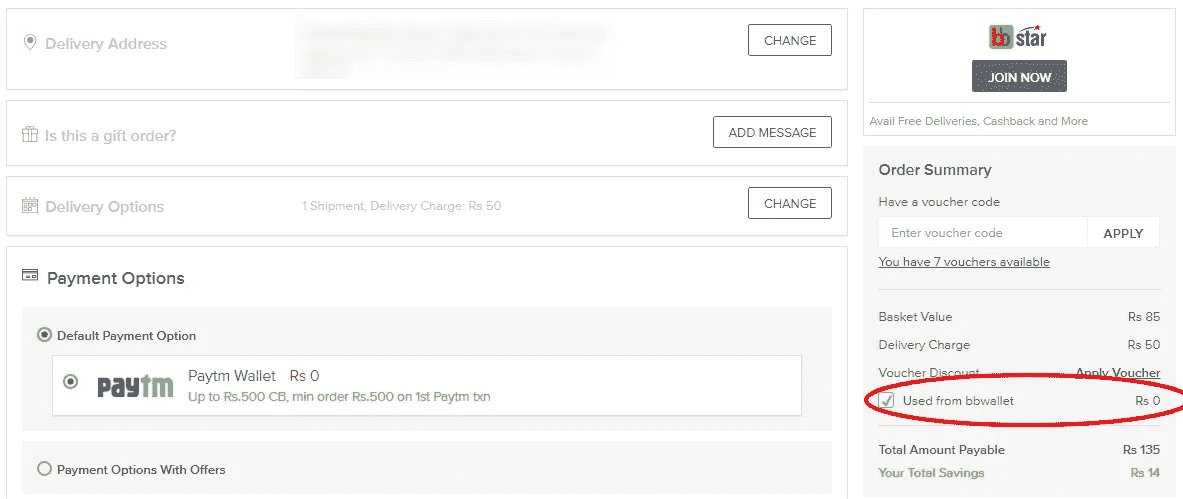 Delivery Address
CHANGE
Is this a gift order?
ADD MESSAGE
Delivery Options
1 Shipment, Delivery Charge: Rs 50
CHANGE
Payment Options
Default Payment Option
paytm
Paytm Wallet Rs 0
Up to Rs.500 CB, min order Rs.500 on 1st Paytm txn
Payment Options With Offers
bb star
JOIN NOW
Avail Free Deliveries, Cashback and More
Order Summary
Have a voucher code
Enter voucher code APPLY
You have 7 vouchers available
Basket Value Rs 85
Delivery Charge Rs 50
Voucher Discount Apply Voucher
Used from bbwallet Rs 0
Total Amount Payable Rs 135
Your Total Savings Rs 14